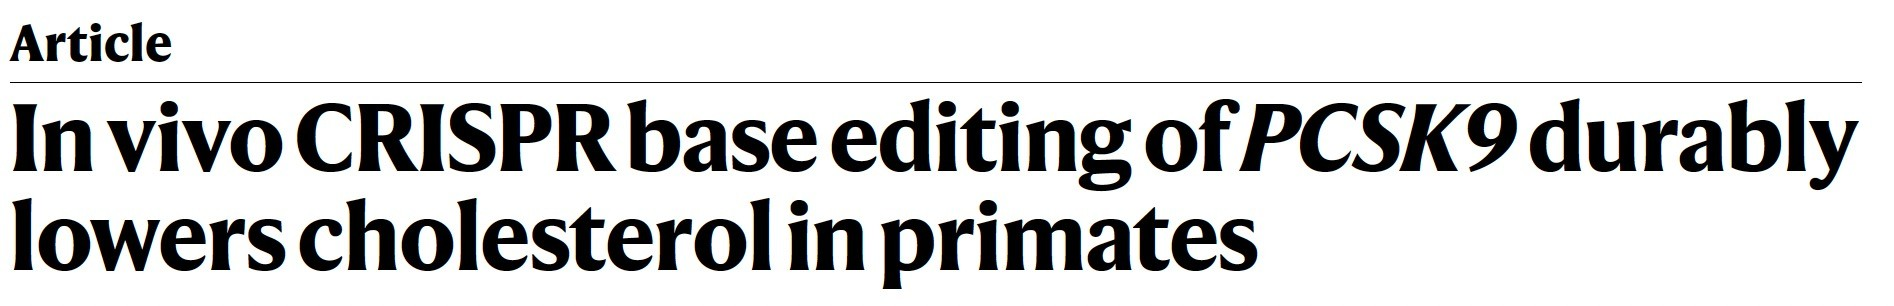 Article
In vivo CRISPR base editing of PCSK9 durably
lowers cholesterol in primates